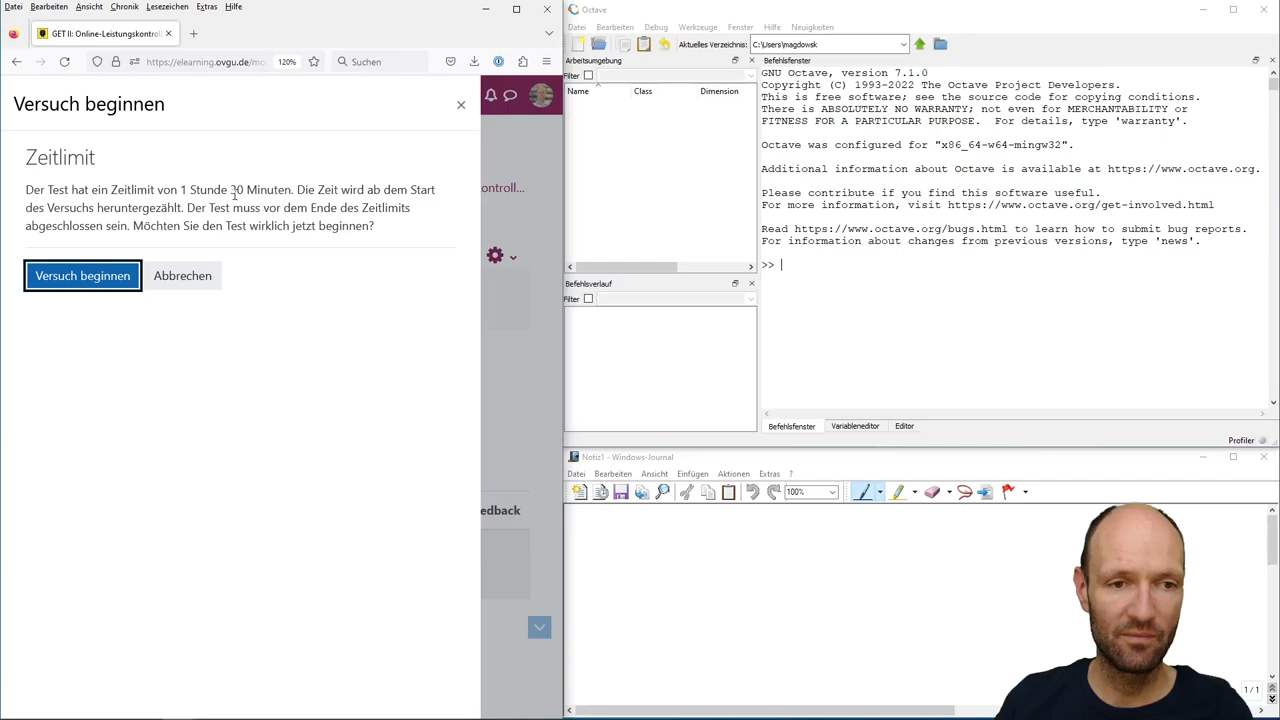 Datei Bearbeiten Ansicht Chronik Lesezeichen Extras Hilfe
GET II (Online-Leistungskontroll
https://elearning.ovgu.de/mo
120%
Suchen
Versuch beginnen
Zeitlimit
Der Test hat ein Zeitlimit von 1 Stunde 30 Minuten. Die Zeit wird ab dem Start
des Versuchs heruntergezählt. Der Test muss vor dem Ende des Zeitlimits
abgeschlossen sein. Möchten Sie den Test wirklich jetzt beginnen?
Versuch beginnen Abbrechen
controll...
eedback
Octave
Datei Bearbeiten Debug Werkzeuge Fenster Hilfe Neuigkeiten
Aktuelles Verzeichnis: C:\Users\magdowsk
Arbeitsumgebung
Filter
Name Class Dimension
Befehlsverlauf
Filter
Befehlsfenster
GNU Octave, version 7.1.0
Copyright (C) 1993-2022 The Octave Project Developers.
This is free software; see the source code for copying conditions.
There is ABSOLUTELY NO WARRANTY; not even for MERCHANTABILITY or
FITNESS FOR A PARTICULAR PURPOSE.  For details, type 'warranty'.
Octave was configured for "x86_64-w64-mingw32".
Additional information about Octave is available at https://www.octave.org.
Please contribute if you find this software useful.
For more information, visit https://www.octave.org/get-involved.html
Read https://www.octave.org/bugs.html to learn how to submit bug reports.
For information about changes from previous versions, type 'news'.
>>
Befehlsfenster Variableneditor Editor
Profiler
Notiz1 - Windows-Journal
Datei Bearbeiten Ansicht Einfügen Aktionen Extras ?
100%
1 / 1